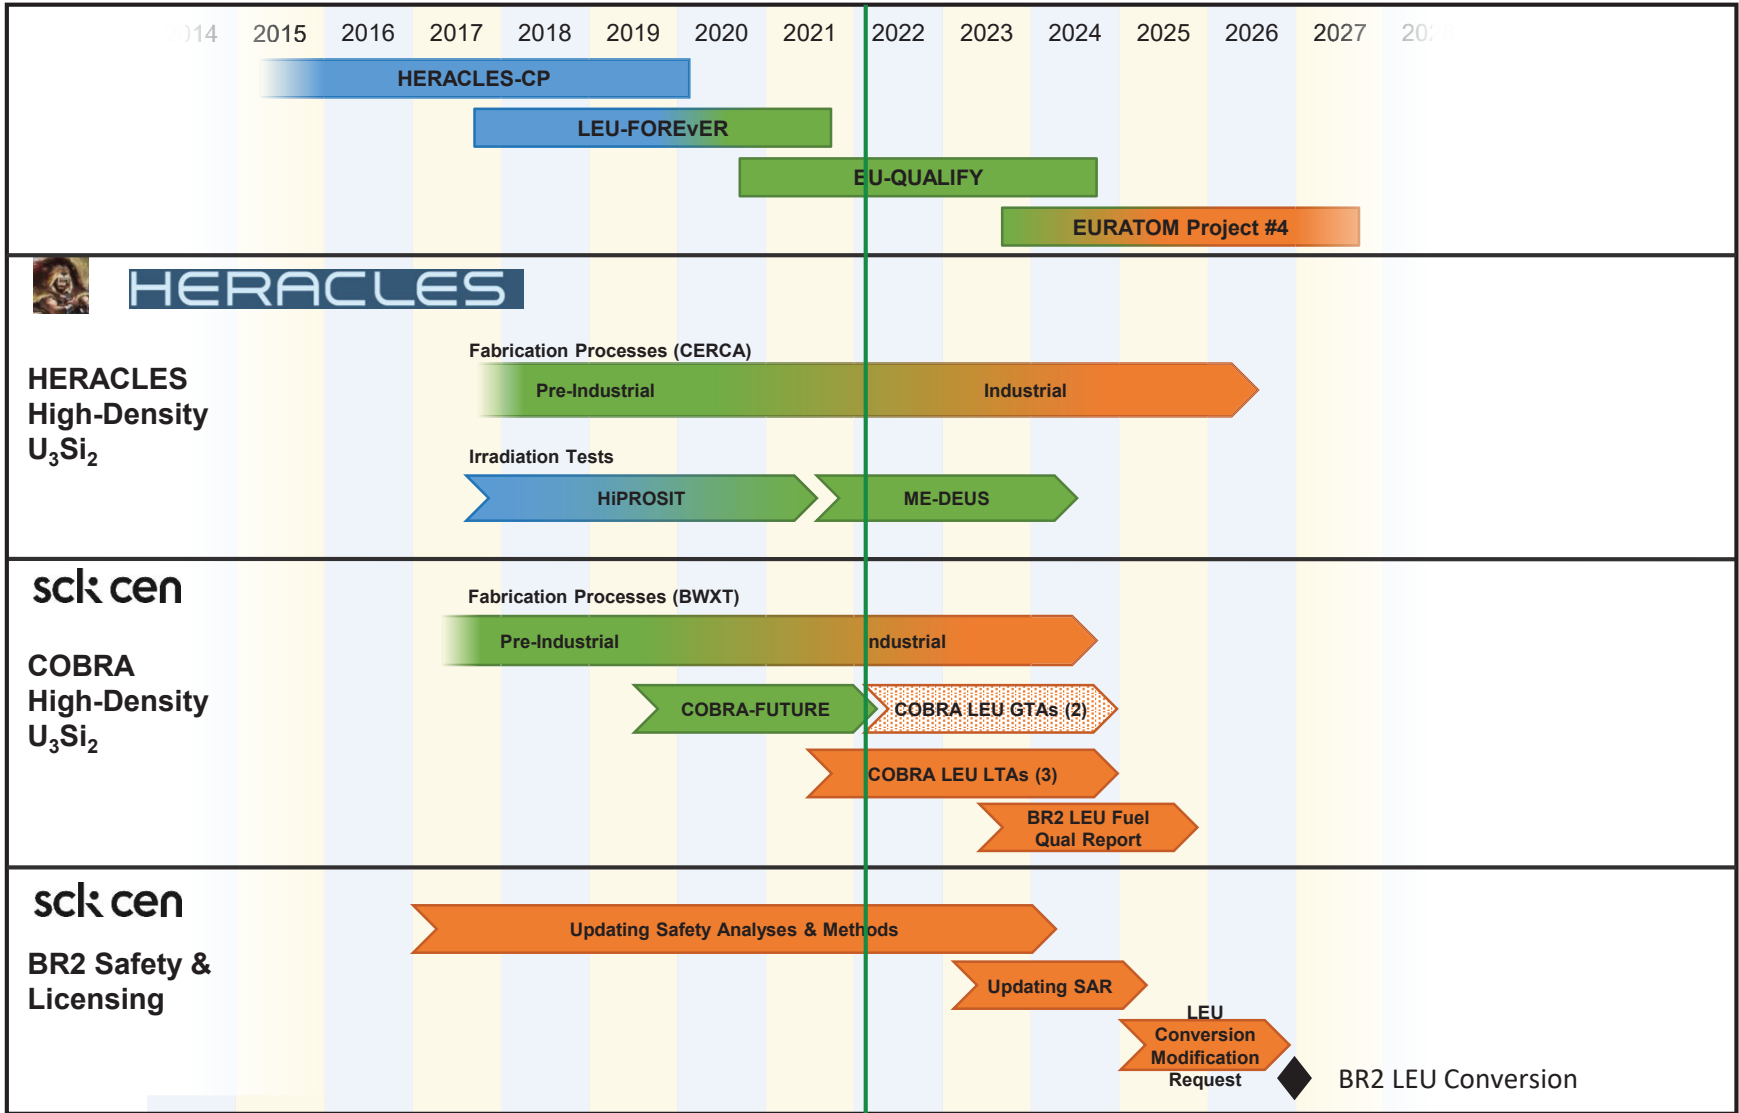 2014 2015 2016 2017 2018 2019 2020 2021 2022 2023 2024 2025 2026 2027
HERACLES-CP
LEU-FOREvER
EU-QUALIFY
EURATOM Project #4
HERACLES
HERACLES
High-Density
U₃Si₂
Fabrication Processes (CERCA)
Pre-Industrial Industrial
Irradiation Tests
HiPROSIT ME-DEUS
sck cen
COBRA
High-Density
U₃Si₂
Fabrication Processes (BWXT)
Pre-Industrial Industrial
COBRA-FUTURE COBRA LEU GTAs (2)
COBRA LEU LTAs (3)
BR2 LEU Fuel
Qual Report
sck cen
BR2 Safety &
Licensing
Updating Safety Analyses & Methods
Updating SAR
LEU
Conversion
Modification
Request
BR2 LEU Conversion